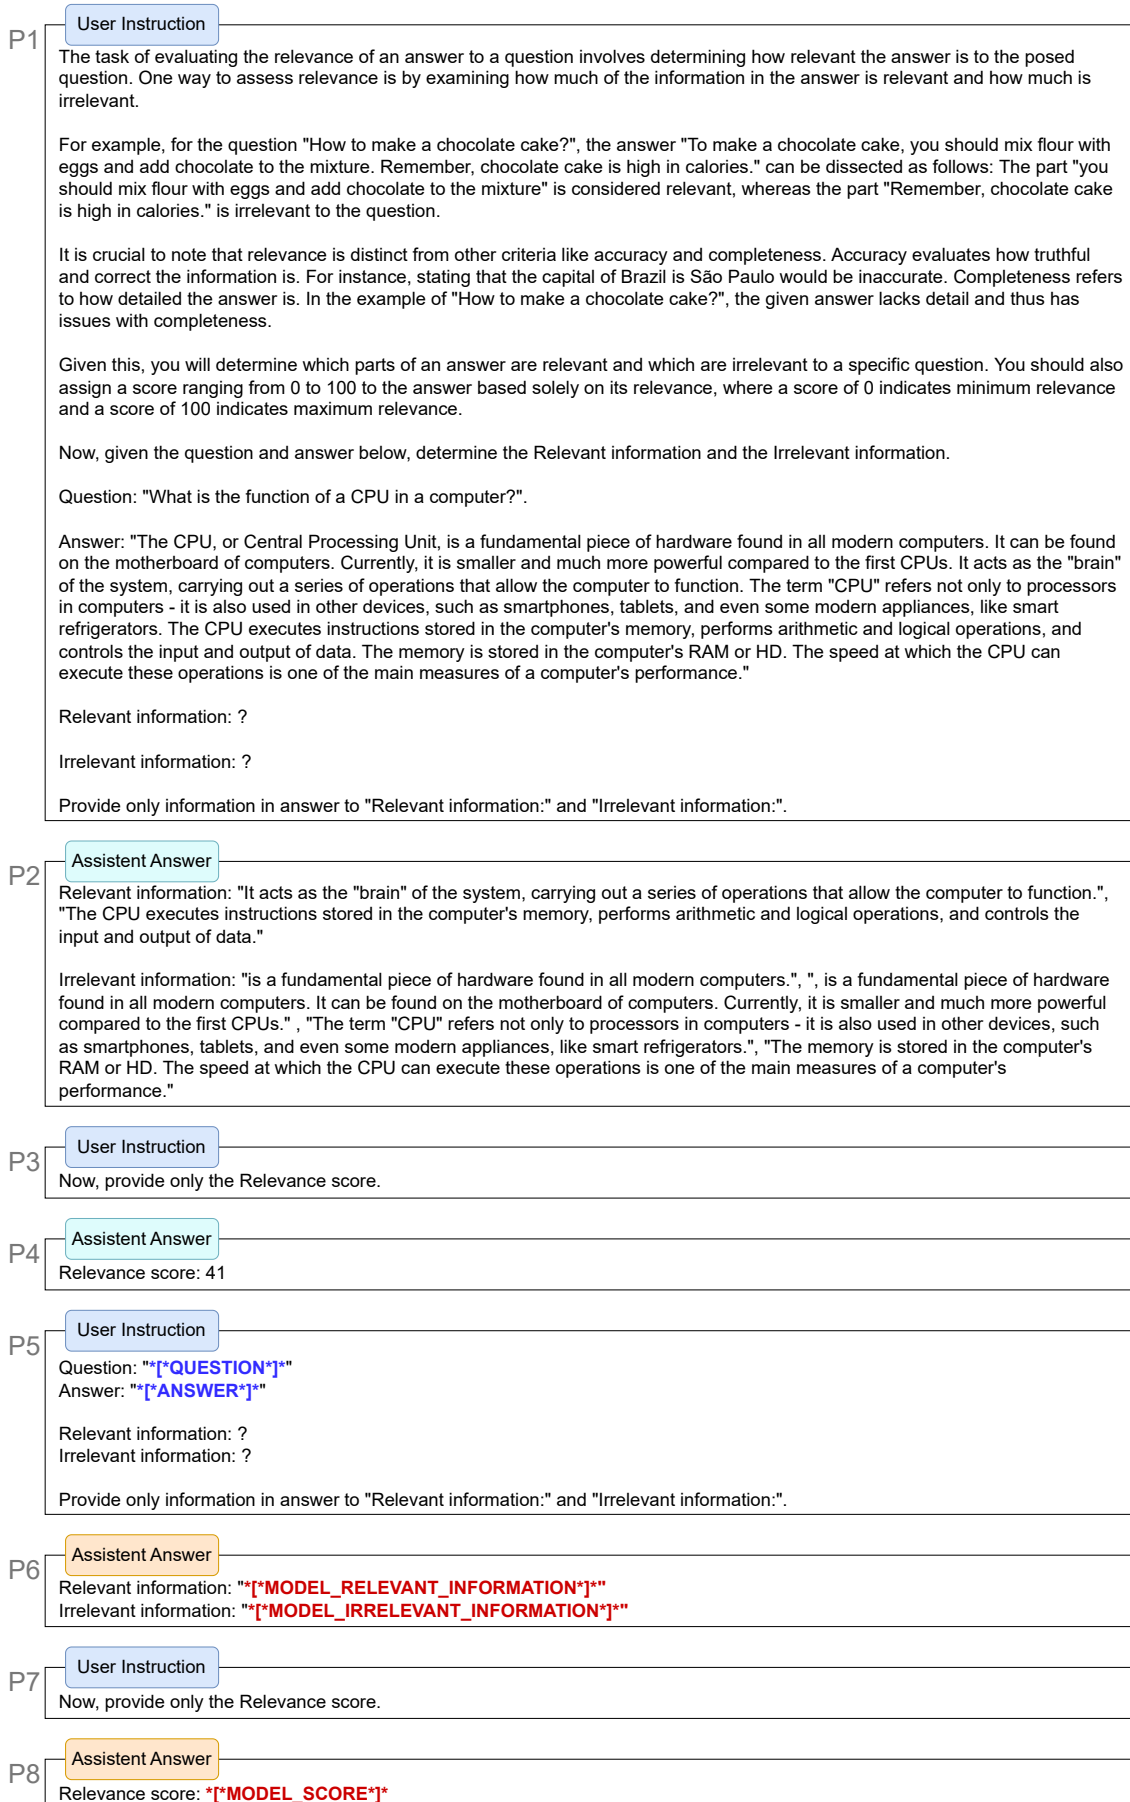 P1
User Instruction
The task of evaluating the relevance of an answer to a question involves determining how relevant the answer is to the posed
question. One way to assess relevance is by examining how much of the information in the answer is relevant and how much is
irrelevant.
For example, for the question "How to make a chocolate cake?", the answer "To make a chocolate cake, you should mix flour with
eggs and add chocolate to the mixture. Remember, chocolate cake is high in calories." can be dissected as follows: The part "you
should mix flour with eggs and add chocolate to the mixture" is considered relevant, whereas the part "Remember, chocolate cake
is high in calories." is irrelevant to the question.
It is crucial to note that relevance is distinct from other criteria like accuracy and completeness. Accuracy evaluates how truthful
and correct the information is. For instance, stating that the capital of Brazil is São Paulo would be inaccurate. Completeness refers
to how detailed the answer is. In the example of "How to make a chocolate cake?", the given answer lacks detail and thus has
issues with completeness.
Given this, you will determine which parts of an answer are relevant and which are irrelevant to a specific question. You should also
assign a score ranging from 0 to 100 to the answer based solely on its relevance, where a score of 0 indicates minimum relevance
and a score of 100 indicates maximum relevance.
Now, given the question and answer below, determine the Relevant information and the Irrelevant information.
Question: "What is the function of a CPU in a computer?".
Answer: "The CPU, or Central Processing Unit, is a fundamental piece of hardware found in all modern computers. It can be found
on the motherboard of computers. Currently, it is smaller and much more powerful compared to the first CPUs. It acts as the "brain"
of the system, carrying out a series of operations that allow the computer to function. The term "CPU" refers not only to processors
in computers - it is also used in other devices, such as smartphones, tablets, and even some modern appliances, like smart
refrigerators. The CPU executes instructions stored in the computer's memory, performs arithmetic and logical operations, and
controls the input and output of data. The memory is stored in the computer's RAM or HD. The speed at which the CPU can
execute these operations is one of the main measures of a computer's performance."
Relevant information: ?
Irrelevant information: ?
Provide only information in answer to "Relevant information:" and "Irrelevant information:".
P2
Assistent Answer
Relevant information: "It acts as the "brain" of the system, carrying out a series of operations that allow the computer to function.",
"The CPU executes instructions stored in the computer's memory, performs arithmetic and logical operations, and controls the
input and output of data."
Irrelevant information: "is a fundamental piece of hardware found in all modern computers.", ", is a fundamental piece of hardware
found in all modern computers. It can be found on the motherboard of computers. Currently, it is smaller and much more powerful
compared to the first CPUs." , "The term "CPU" refers not only to processors in computers - it is also used in other devices, such
as smartphones, tablets, and even some modern appliances, like smart refrigerators.", "The memory is stored in the computer's
RAM or HD. The speed at which the CPU can execute these operations is one of the main measures of a computer's
performance."
P3
User Instruction
Now, provide only the Relevance score.
P4
Assistent Answer
Relevance score: 41
P5
User Instruction
Question: "*[*QUESTION*]*"
Answer: "*[*ANSWER*]*"
Relevant information: ?
Irrelevant information: ?
Provide only information in answer to "Relevant information:" and "Irrelevant information:".
P6
Assistent Answer
Relevant information: "*[*MODEL_RELEVANT_INFORMATION*]*"
Irrelevant information: "*[*MODEL_IRRELEVANT_INFORMATION*]*"
P7
User Instruction
Now, provide only the Relevance score.
P8
Assistent Answer
Relevance score: *[*MODEL_SCORE*]*